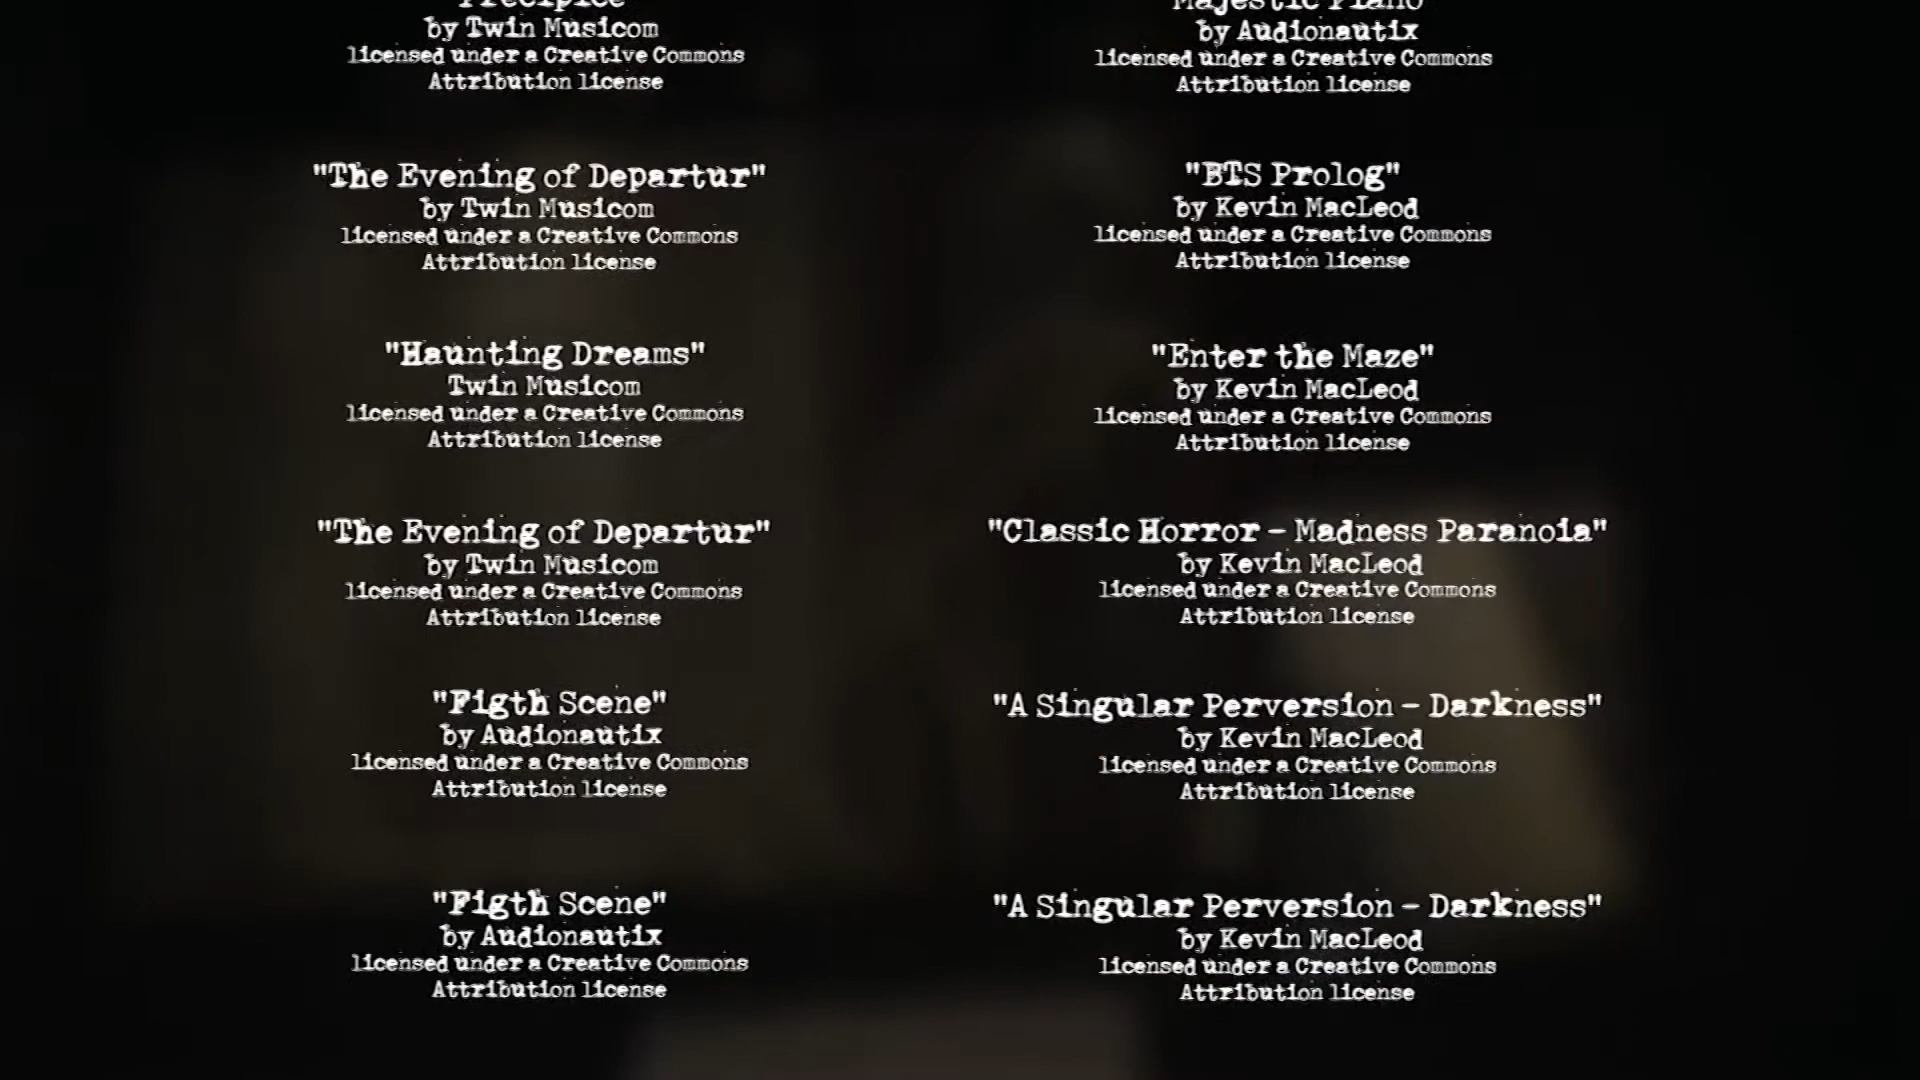 Precipice"
by Twin Musicom
licensed under a Creative Commons
Attribution license
"The Evening of Departur"
by Twin Musicom
licensed under a Creative Commons
Attribution license
"Haunting Dreams"
Twin Musicom
licensed under a Creative Commons
Attribution license
"The Evening of Departur"
by Twin Musicom
licensed under a Creative Commons
Attribution license
"Figth Scene"
by Audionautix
licensed under a Creative Commons
Attribution license
"Figth Scene"
by Audionautix
licensed under a Creative Commons
Attribution license
Majestic Piano
by Audionautix
licensed under a Creative Commons
Attribution license
"BTS Prolog"
by Kevin MacLeod
licensed under a Creative Commons
Attribution license
"Enter the Maze"
by Kevin MacLeod
licensed under a Creative Commons
Attribution license
"Classic Horror – Madness Paranoia"
by Kevin MacLeod
licensed under a Creative Commons
Attribution license
"A Singular Perversion – Darkness"
by Kevin MacLeod
licensed under a Creative Commons
Attribution license
"A Singular Perversion – Darkness"
by Kevin MacLeod
licensed under a Creative Commons
Attribution license